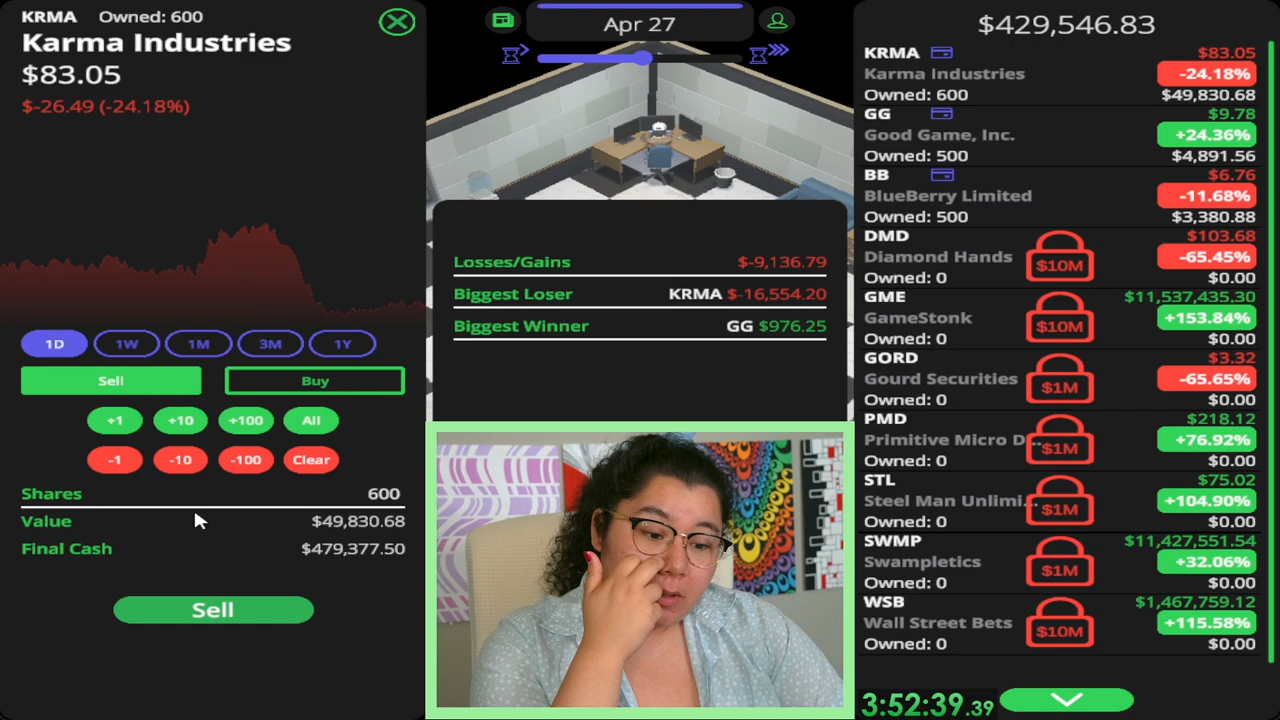 KRMA Owned: 600
Karma Industries
$83.05
$-26.49 (-24.18%)
1D 1W 1M 3M 1Y
Sell Buy
+1 +10 +100 All
-1 -10 -100 Clear
Shares 600
Value $49,830.68
Final Cash $479,377.50
Sell
Apr 27
Losses/Gains $-9,136.79
Biggest Loser KRMA $-16,554.20
Biggest Winner GG $976.25
$429,546.83
KRMA $83.05
Karma Industries -24.18%
Owned: 600 $49,830.68
GG $9.78
Good Game, Inc. +24.36%
Owned: 500 $4,891.56
BB $6.76
BlueBerry Limited -11.68%
Owned: 500 $3,380.88
DMD $103.68
Diamond Hands $10M -65.45%
Owned: 0 $0.00
GME $11,537,435.30
GameStonk $10M +153.84%
Owned: 0 $0.00
GORD $3.32
Gourd Securities $1M -65.65%
Owned: 0 $0.00
PMD $218.12
Primitive Micro D... $1M +76.92%
Owned: 0 $0.00
STL $75.02
Steel Man Unlimi... $1M +104.90%
Owned: 0 $0.00
SWMP $11,427,551.54
Swampletics $1M +32.06%
Owned: 0 $0.00
WSB $1,467,759.12
Wall Street Bets $10M +115.58%
Owned: 0 $0.00
3:52:39.39